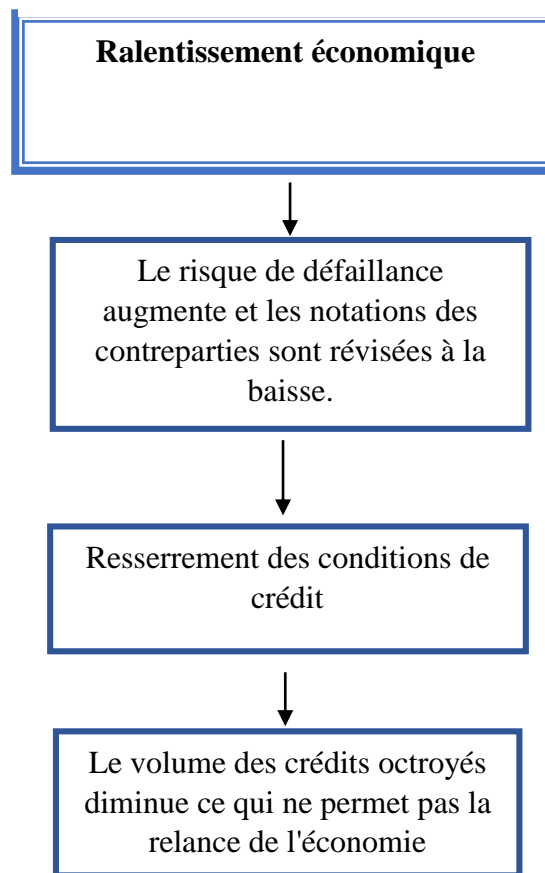 Ralentissement économique
Le risque de défaillance
augmente et les notations des
contreparties sont révisées à la
baisse.
Resserrement des conditions de
crédit
Le volume des crédits octroyés
diminue ce qui ne permet pas la
relance de l'économie